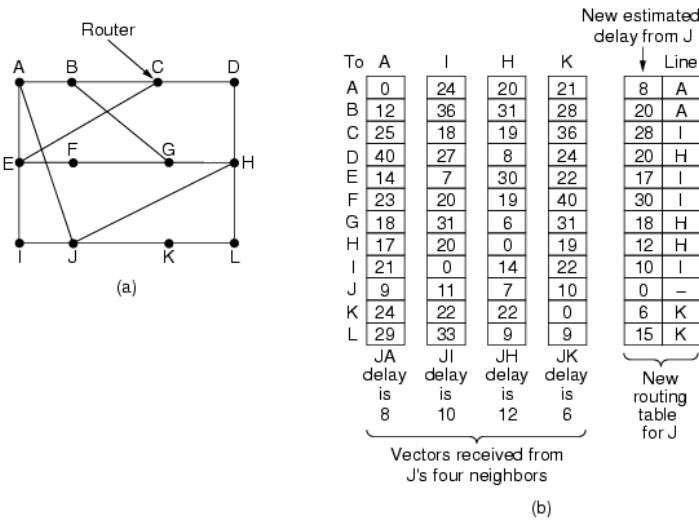 Router
A B C D
E F G H
I J K L
(a)
New estimated
delay from J
To A I H K Line
A 0 24 20 21 8 A
B 12 36 31 28 20 A
C 25 18 19 36 28 I
D 40 27 8 24 20 H
E 14 7 30 22 17 I
F 23 20 19 40 30 I
G 18 31 6 31 18 H
H 17 20 0 19 12 H
I 21 0 14 22 10 I
J 9 11 7 10 0 –
K 24 22 22 0 6 K
L 29 33 9 9 15 K
JA JI JH JK
delay delay delay delay
is is is is
8 10 12 6
New
routing
table
for J
Vectors received from
J's four neighbors
(b)